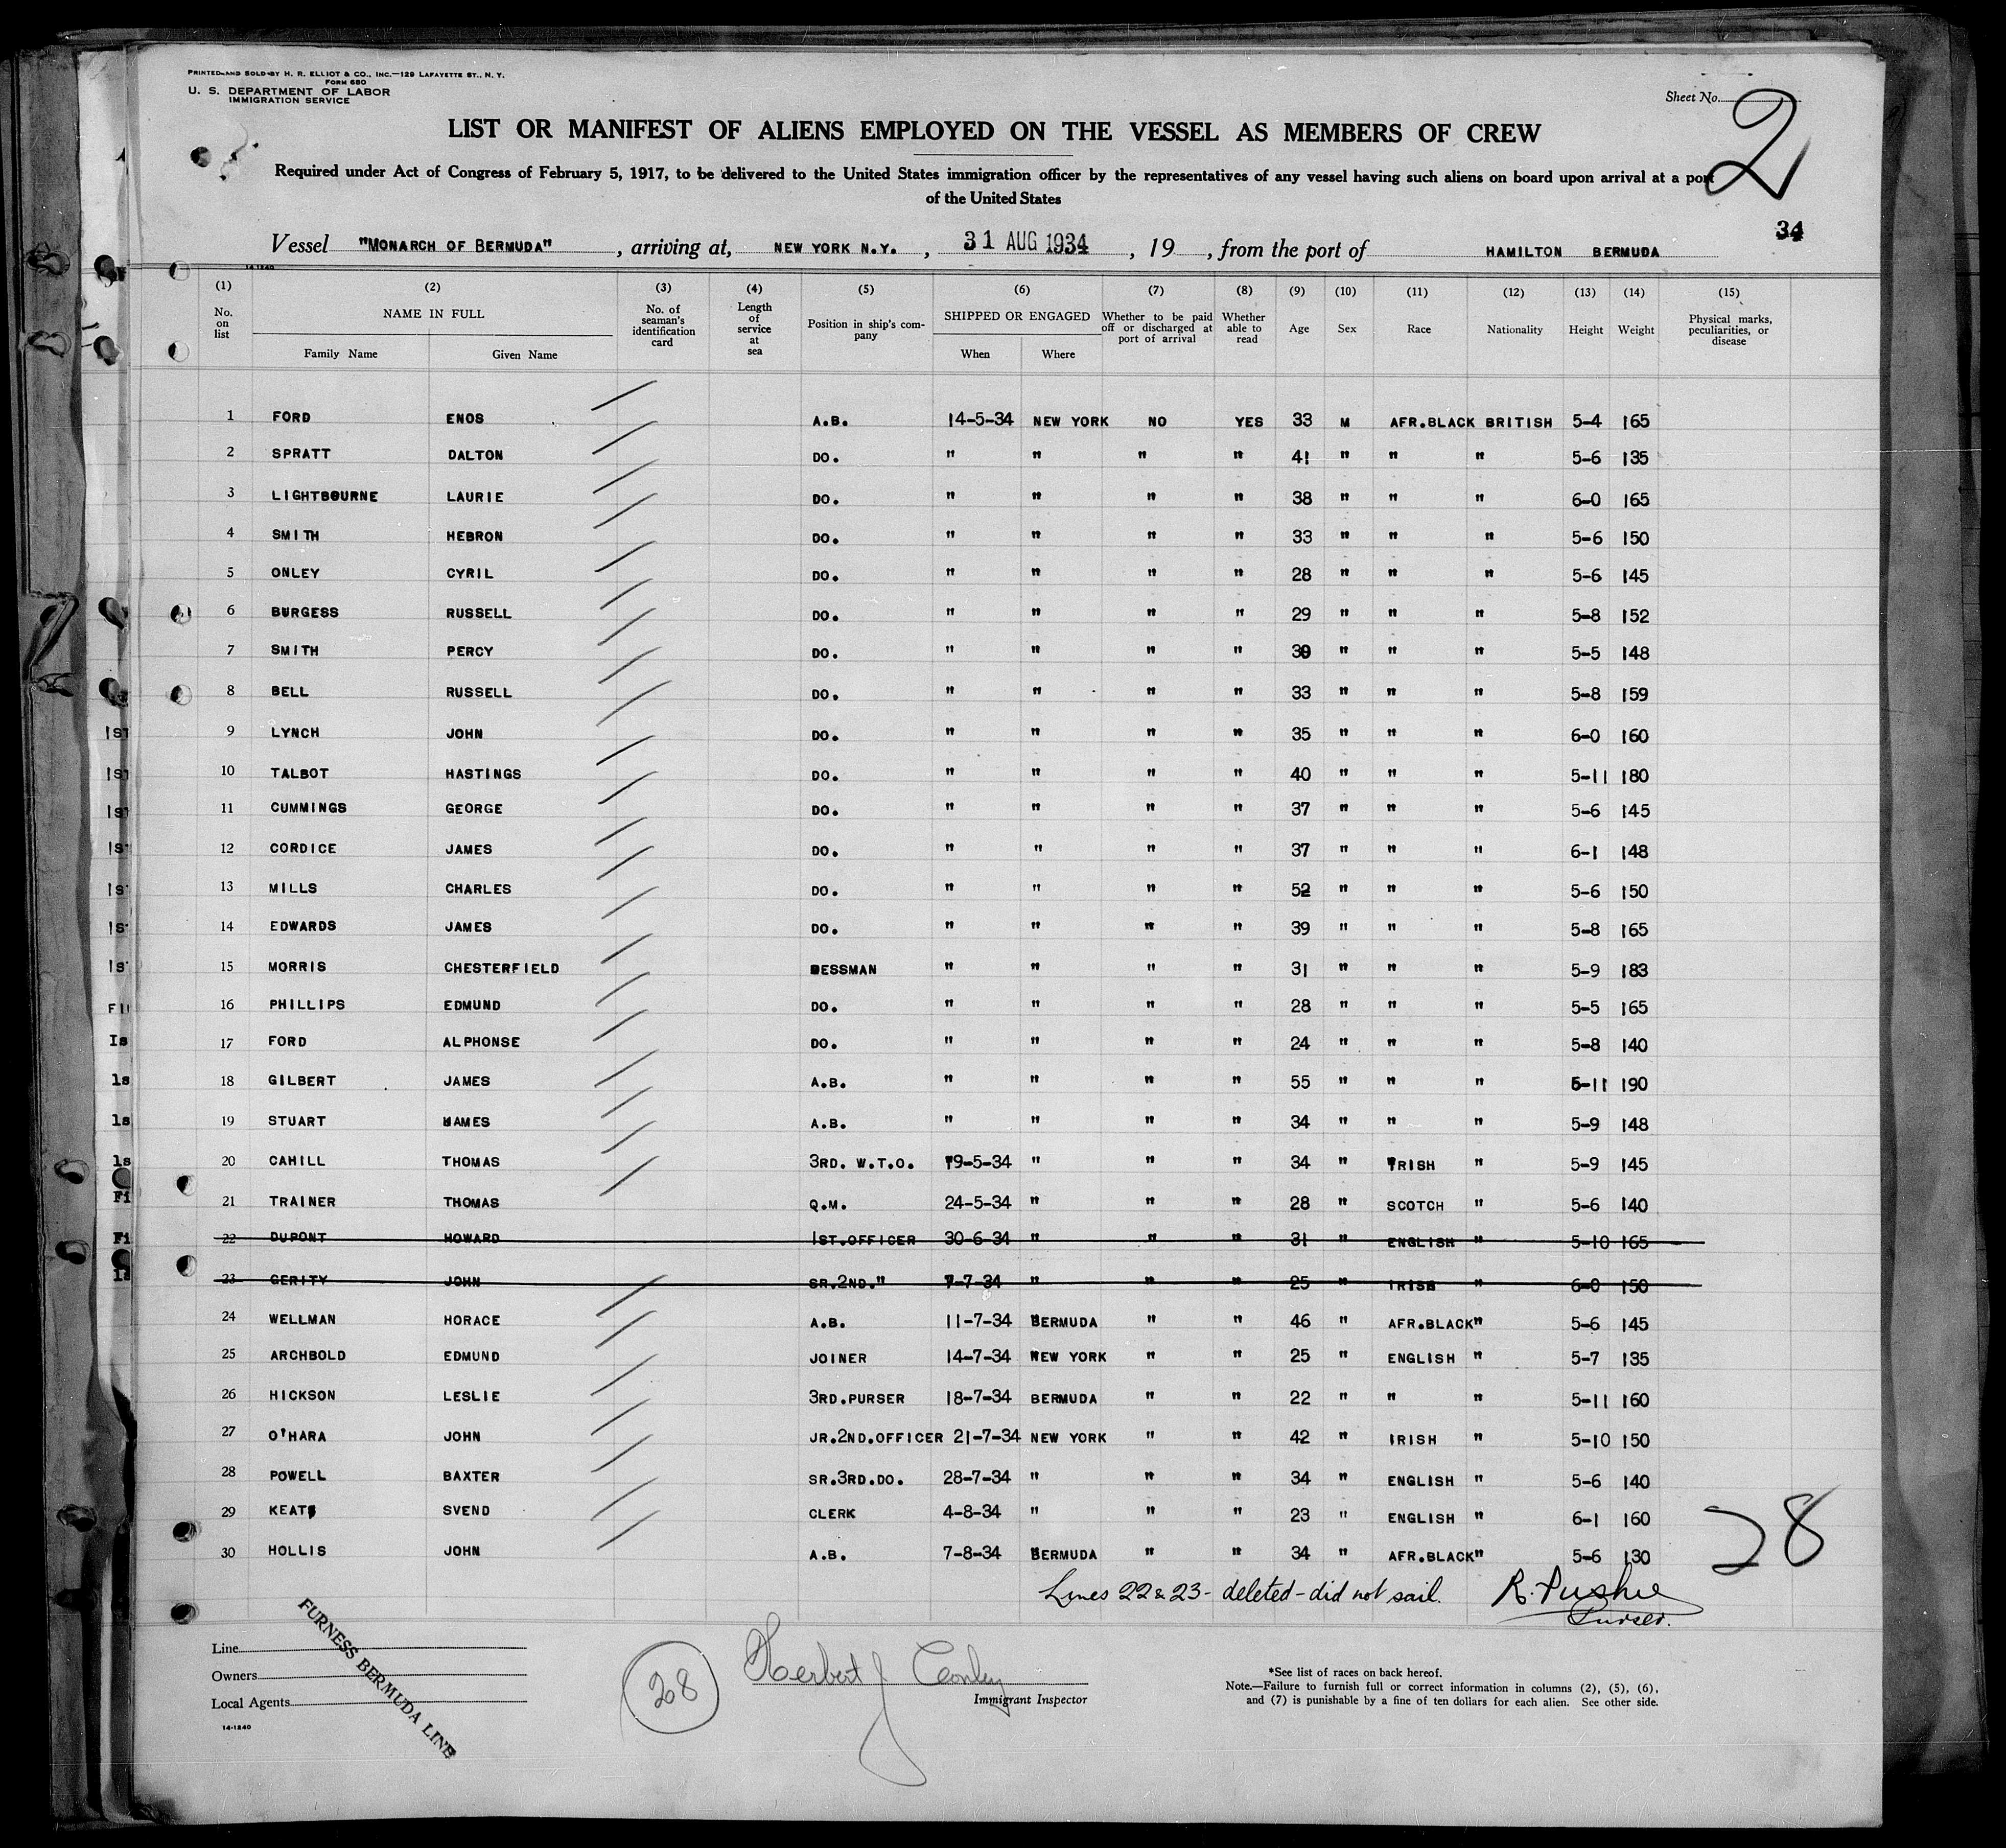 PRINTED AND SOLD BY H. R. ELLIOT & CO., INC.—129 LAFAYETTE ST., N. Y.
FORM 680
U. S. DEPARTMENT OF LABOR
IMMIGRATION SERVICE
Sheet No. 2
LIST OR MANIFEST OF ALIENS EMPLOYED ON THE VESSEL AS MEMBERS OF CREW
Required under Act of Congress of February 5, 1917, to be delivered to the United States immigration officer by the representatives of any vessel having such aliens on board upon arrival at a port
of the United States
34
Vessel "MONARCH OF BERMUDA", arriving at, NEW YORK N.Y., 31 AUG 1934, 19, from the port of HAMILTON BERMUDA
14-1240
(1) (2) (3) (4) (5) (6) (7) (8) (9) (10) (11) (12) (13) (14) (15)
No. on list NAME IN FULL No. of seaman's identification card Length of service at sea Position in ship's company SHIPPED OR ENGAGED Whether to be paid off or discharged at port of arrival Whether able to read Age Sex Race Nationality Height Weight Physical marks, peculiarities, or disease
Family Name Given Name When Where
1 FORD ENOS A.B. 14-5-34 NEW YORK NO YES 33 M AFR.BLACK BRITISH 5-4 165
2 SPRATT DALTON DO. " " " " 41 " " " 5-6 135
3 LIGHTBOURNE LAURIE DO. " " " " 38 " " " 6-0 165
4 SMITH HEBRON DO. " " " " 33 " " " 5-6 150
5 ONLEY CYRIL DO. " " " " 28 " " " 5-6 145
6 BURGESS RUSSELL DO. " " " " 29 " " " 5-8 152
7 SMITH PERCY DO. " " " " " " " 5-5 148
8 BELL RUSSELL DO. " " " " 33 " " " 5-8 159
9 LYNCH JOHN DO. " " " " 35 " " " 6-0 160
10 TALBOT HASTINGS DO. " " " " 40 " " " 5-11 180
11 CUMMINGS GEORGE DO. " " " " 37 " " " 5-6 145
12 CORDICE JAMES DO. " " " " 37 " " " 6-1 148
13 MILLS CHARLES DO. " " " " 52 " " " 5-6 150
14 EDWARDS JAMES DO. " " " " 39 " " " 5-8 165
15 MORRIS CHESTERFIELD MESSMAN " " " " 31 " " " 5-9 183
16 PHILLIPS EDMUND DO. " " " " 28 " " " 5-5 165
17 FORD ALPHONSE DO. " " " " 24 " " " 5-8 140
18 GILBERT JAMES A.B. " " " " 55 " " " 5-11 190
19 STUART JAMES A.B. " " " " 34 " " " 5-9 148
20 CAHILL THOMAS 3RD. W.T.O. 19-5-34 " " " 34 " IRISH " 5-9 145
21 TRAINER THOMAS Q.M. 24-5-34 " " " 28 " SCOTCH " 5-6 140
22 DUPONT HOWARD 1ST.OFFICER 30-6-34 " " " 31 " ENGLISH " 5-10 165
23 GERITY JOHN SR.2ND." 7-7-34 " " " 25 " IRISH " 6-0 150
24 WELLMAN HORACE A.B. 11-7-34 BERMUDA " " 46 " AFR.BLACK " 5-6 145
25 ARCHBOLD EDMUND JOINER 14-7-34 NEW YORK " " 25 " ENGLISH " 5-7 135
26 HICKSON LESLIE 3RD.PURSER 18-7-34 BERMUDA " " 22 " " " 5-11 160
27 O'HARA JOHN JR.2ND.OFFICER 21-7-34 NEW YORK " " 42 " IRISH " 5-10 150
28 POWELL BAXTER SR.3RD.DO. 28-7-34 " " " 34 " ENGLISH " 5-6 140
29 KEATS SVEND CLERK 4-8-34 " " " 23 " ENGLISH " 6-1 160
30 HOLLIS JOHN A.B. 7-8-34 BERMUDA " " 34 " AFR.BLACK " 5-6 130
28
Lines 22 & 23 - deleted - did not sail. R. Pushie
Purser.
Line
Owners
Local Agents
14-1240
FURNESS BERMUDA LINE
28
Herbert J Conley
Immigrant Inspector
*See list of races on back hereof.
Note.—Failure to furnish full or correct information in columns (2), (5), (6),
and (7) is punishable by a fine of ten dollars for each alien. See other side.